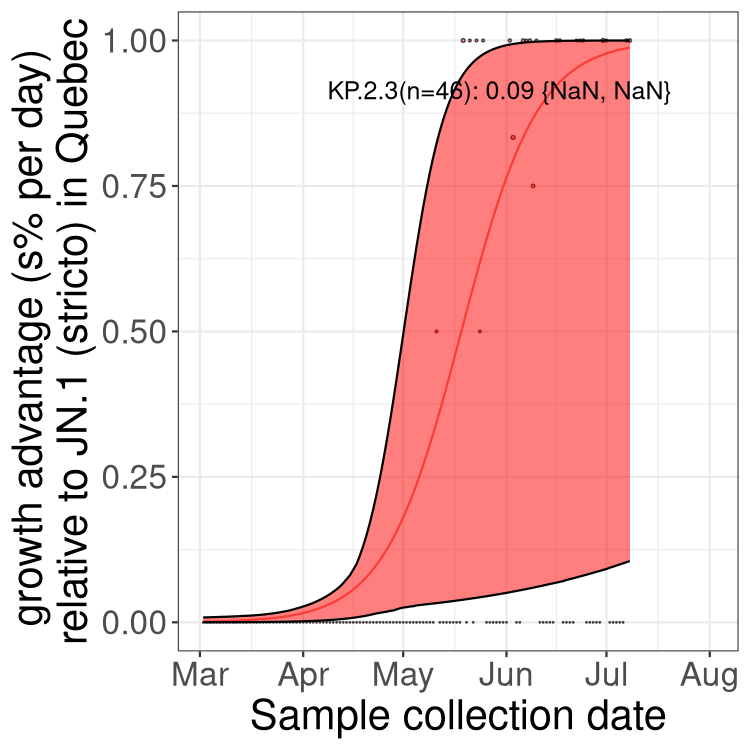 growth advantage (s% per day)
relative to JN.1 (stricto) in Quebec
1.00
0.75
0.50
0.25
0.00
KP.2.3(n=46): 0.09 {NaN, NaN}
Mar Apr May Jun Jul Aug
Sample collection date